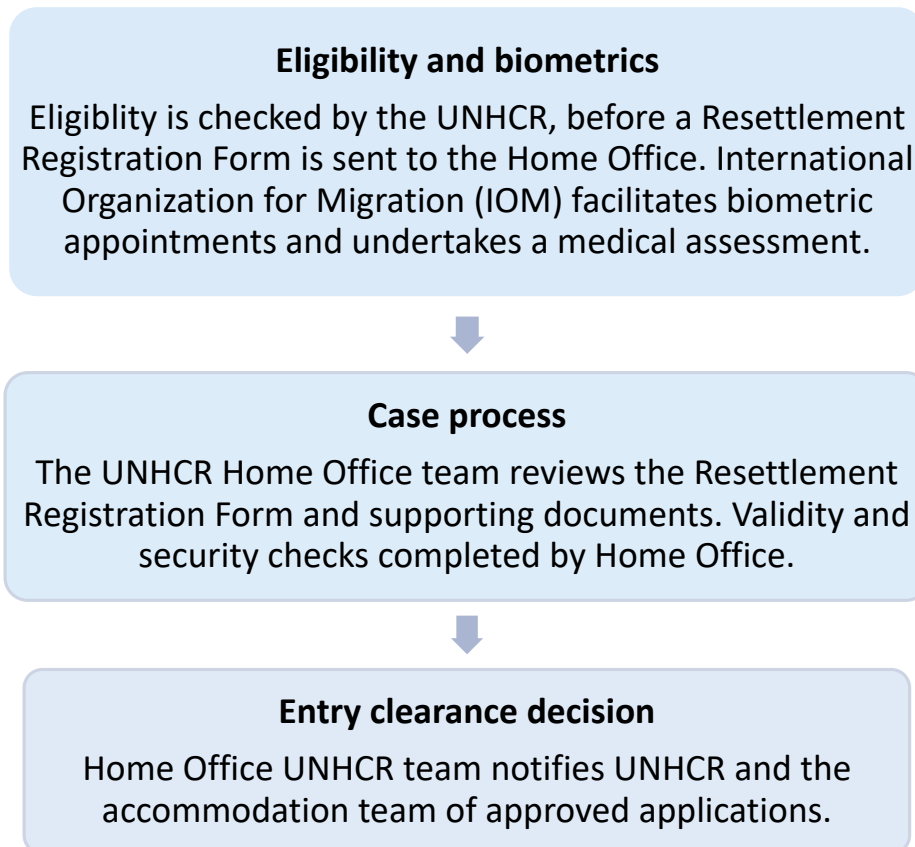 Eligibility and biometrics
Eligiblity is checked by the UNHCR, before a Resettlement
Registration Form is sent to the Home Office. International
Organization for Migration (IOM) facilitates biometric
appointments and undertakes a medical assessment.
Case process
The UNHCR Home Office team reviews the Resettlement
Registration Form and supporting documents. Validity and
security checks completed by Home Office.
Entry clearance decision
Home Office UNHCR team notifies UNHCR and the
accommodation team of approved applications.